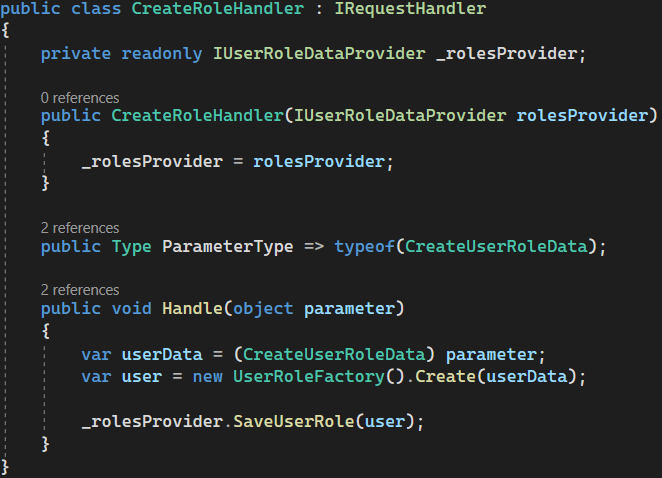 public class CreateRoleHandler : IRequestHandler
{
private readonly IUserRoleDataProvider _rolesProvider;
0 references
public CreateRoleHandler(IUserRoleDataProvider rolesProvider)
{
_rolesProvider = rolesProvider;
}
2 references
public Type ParameterType => typeof(CreateUserRoleData);
2 references
public void Handle(object parameter)
{
var userData = (CreateUserRoleData) parameter;
var user = new UserRoleFactory().Create(userData);
_rolesProvider.SaveUserRole(user);
}
}